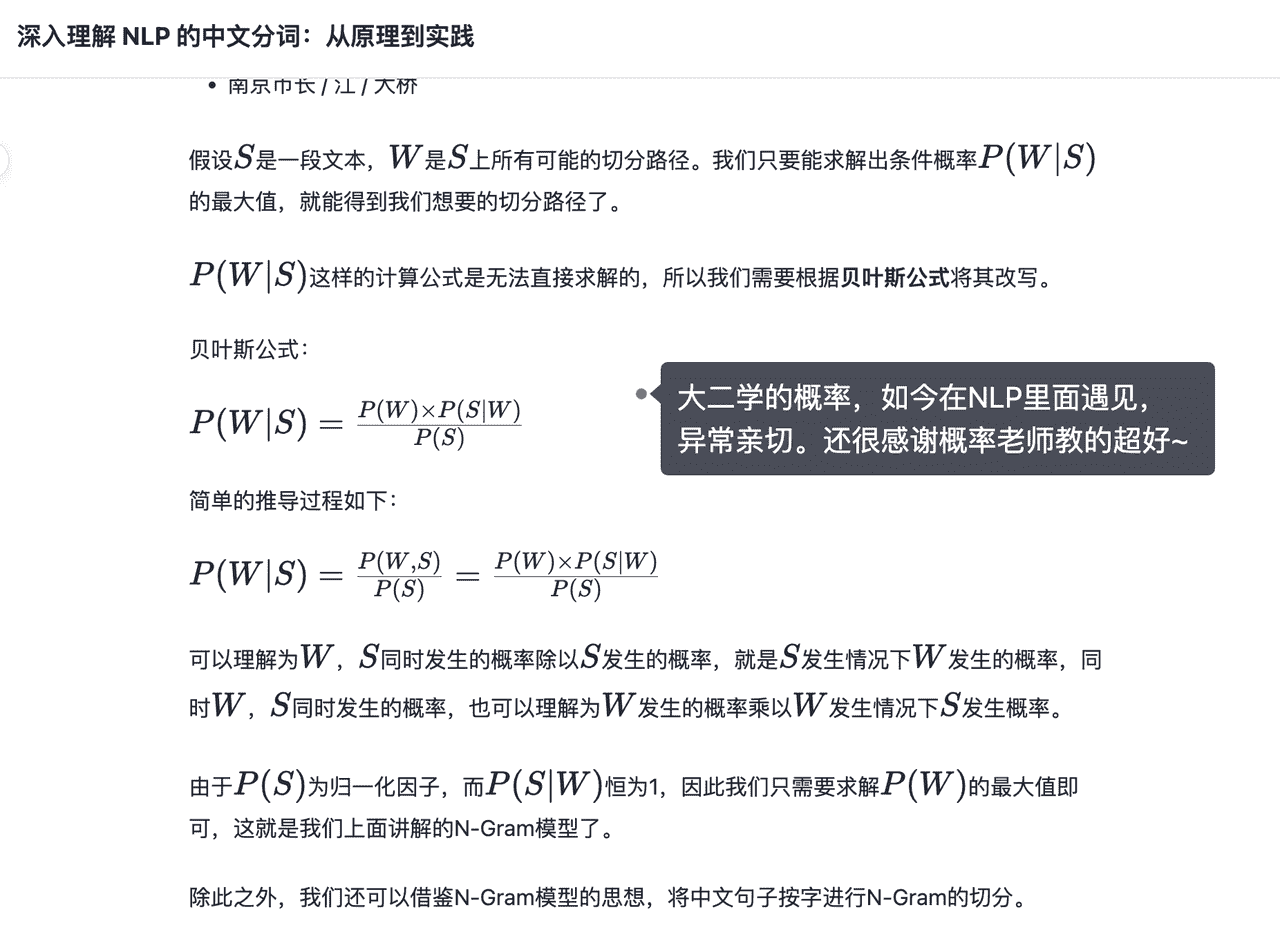 深入理解 NLP 的中文分词：从原理到实践
• 南京市长 / 江 / 大桥
假设S是一段文本，W是S上所有可能的切分路径。我们只要能求解出条件概率P(W|S)
的最大值，就能得到我们想要的切分路径了。
P(W|S)这样的计算公式是无法直接求解的，所以我们需要根据贝叶斯公式将其改写。
贝叶斯公式：
P(W|S) = P(W)×P(S|W) / P(S)
大二学的概率，如今在NLP里面遇见，
异常亲切。还很感谢概率老师教的超好~
简单的推导过程如下：
P(W|S) = P(W,S) / P(S) = P(W)×P(S|W) / P(S)
可以理解为W，S同时发生的概率除以S发生的概率，就是S发生情况下W发生的概率，同
时W，S同时发生的概率，也可以理解为W发生的概率乘以W发生情况下S发生概率。
由于P(S)为归一化因子，而P(S|W)恒为1，因此我们只需要求解P(W)的最大值即
可，这就是我们上面讲解的N-Gram模型了。
除此之外，我们还可以借鉴N-Gram模型的思想，将中文句子按字进行N-Gram的切分。